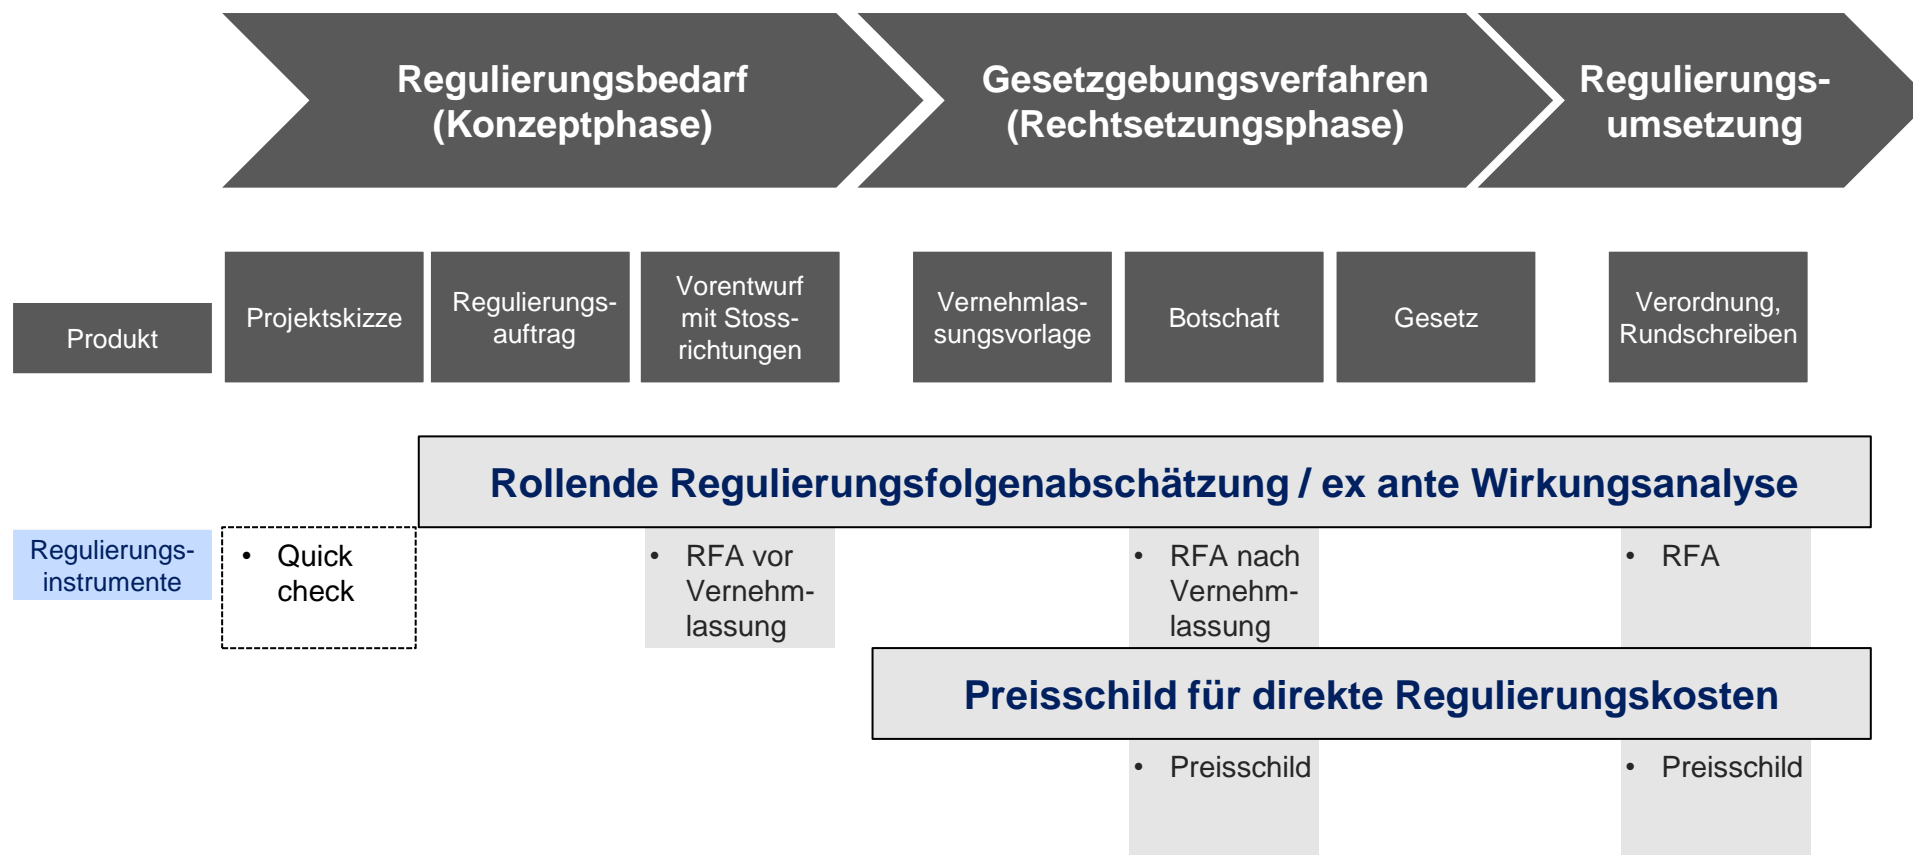 Regulierungsbedarf
(Konzeptphase)
Gesetzgebungsverfahren
(Rechtsetzungsphase)
Regulierungs-
umsetzung
Produkt
Projektskizze
Regulierungs-
auftrag
Vorentwurf
mit Stoss-
richtungen
Vernehmlas-
sungsvorlage
Botschaft
Gesetz
Verordnung,
Rundschreiben
Rollende Regulierungsfolgenabschätzung / ex ante Wirkungsanalyse
Regulierungs-
instrumente
• Quick
check
• RFA vor
Vernehm-
lassung
• RFA nach
Vernehm-
lassung
• RFA
Preisschild für direkte Regulierungskosten
• Preisschild
• Preisschild